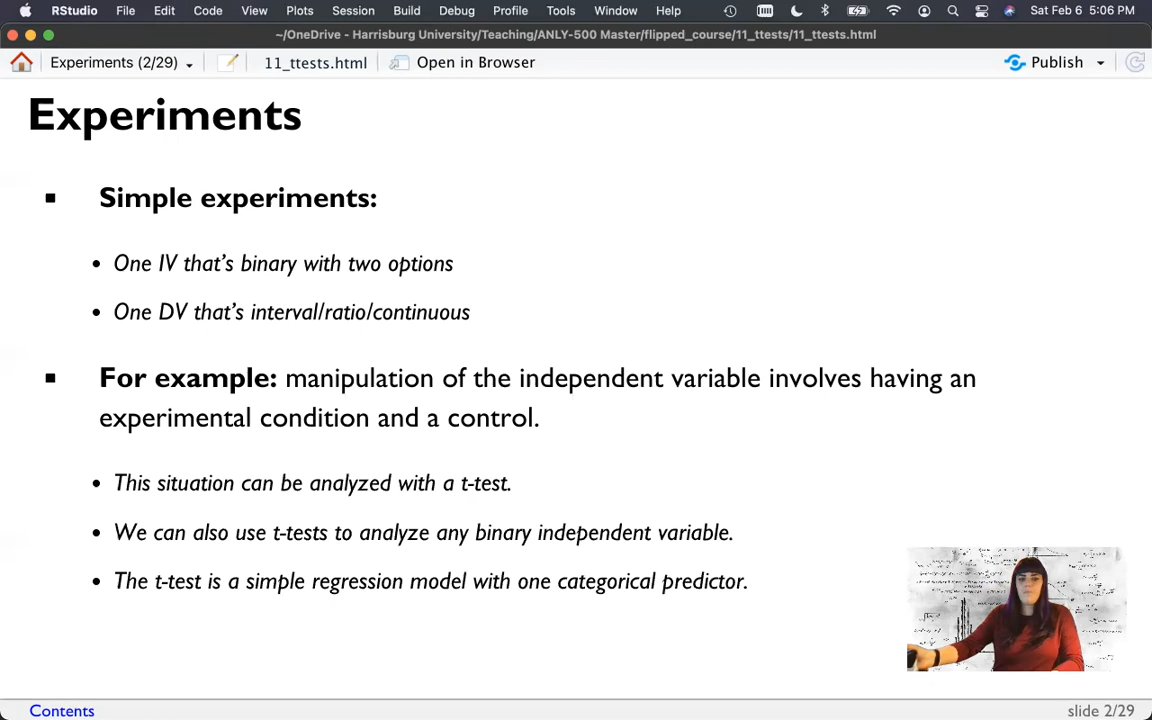 RStudio File Edit Code View Plots Session Build Debug Profile Tools Window Help Sat Feb 6 5:06 PM
~/OneDrive - Harrisburg University/Teaching/ANLY-500 Master/flipped_course/11_ttests/11_ttests.html
Experiments (2/29) 11_ttests.html Open in Browser Publish
Experiments
Simple experiments:
One IV that's binary with two options
One DV that's interval/ratio/continuous
For example: manipulation of the independent variable involves having an
experimental condition and a control.
This situation can be analyzed with a t-test.
We can also use t-tests to analyze any binary independent variable.
The t-test is a simple regression model with one categorical predictor.
Contents slide 2/29